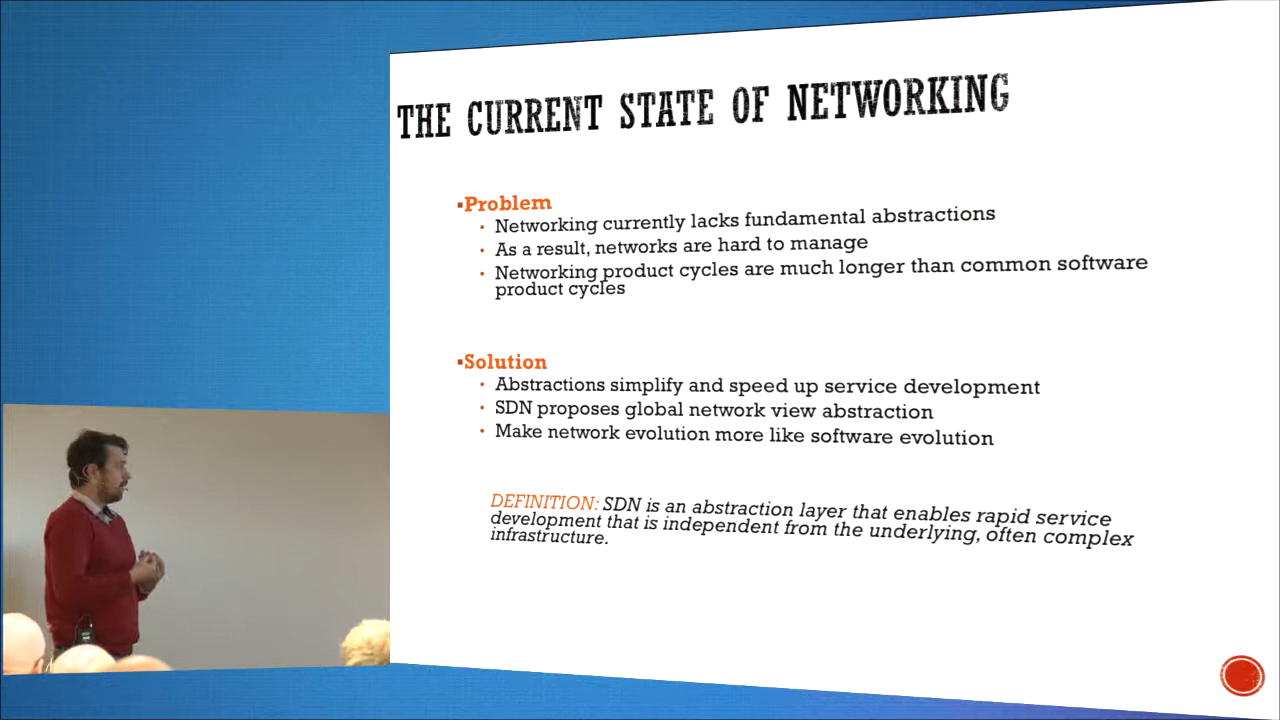 THE CURRENT STATE OF NETWORKING
▪Problem
• Networking currently lacks fundamental abstractions
• As a result, networks are hard to manage
• Networking product cycles are much longer than common software
product cycles
▪Solution
• Abstractions simplify and speed up service development
• SDN proposes global network view abstraction
• Make network evolution more like software evolution
DEFINITION: SDN is an abstraction layer that enables rapid service
development that is independent from the underlying, often complex
infrastructure.